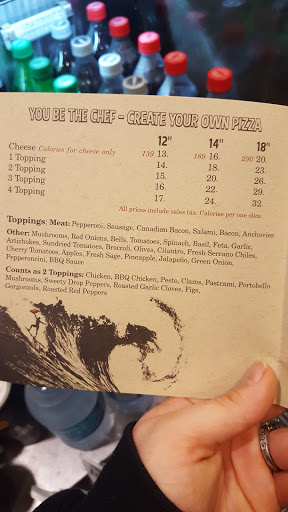 YOU BE THE CHEF - CREATE YOUR OWN PIZZA
12" 14" 18"
Cheese Calories for cheese only 139 13. 189 16. 290 20.
1 Topping 14. 18. 23.
2 Topping 15. 20. 26.
3 Topping 16. 22. 29.
4 Topping 17. 24. 32.
All prices include sales tax. Calories per one slice.
Toppings: Meat: Pepperoni, Sausage, Canadian Bacon, Salami, Bacon, Anchovies
Other: Mushrooms, Red Onions, Bells, Tomatoes, Spinach, Basil, Feta, Garlic,
Artichokes, Sundried Tomatoes, Broccoli, Olives, Cilantro, Fresh Serrano Chiles,
Cherry Tomatoes, Apples, Fresh Sage, Pineapple, Jalapeño, Green Onion,
Pepperoncini, BBQ Sauce
Counts as 2 Toppings: Chicken, BBQ Chicken, Pesto, Clams, Pastrami, Portobello
Mushrooms, Sweety Drop Peppers, Roasted Garlic Cloves, Figs,
Gorgonzola, Roasted Red Peppers